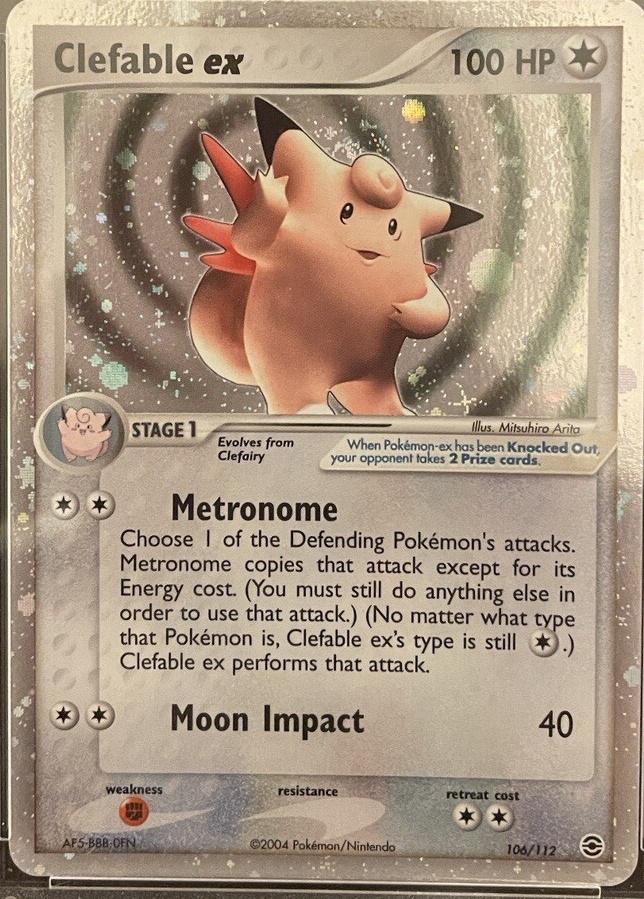 Clefable ex 100 HP
STAGE 1
Illus. Mitsuhiro Arita
Evolves from
Clefairy
When Pokémon-ex has been Knocked Out,
your opponent takes 2 Prize cards.
Metronome
Choose 1 of the Defending Pokémon's attacks.
Metronome copies that attack except for its
Energy cost. (You must still do anything else in
order to use that attack.) (No matter what type
that Pokémon is, Clefable ex's type is still .)
Clefable ex performs that attack.
Moon Impact 40
weakness resistance retreat cost
AF5-BBB-0FN ©2004 Pokémon/Nintendo 106/112